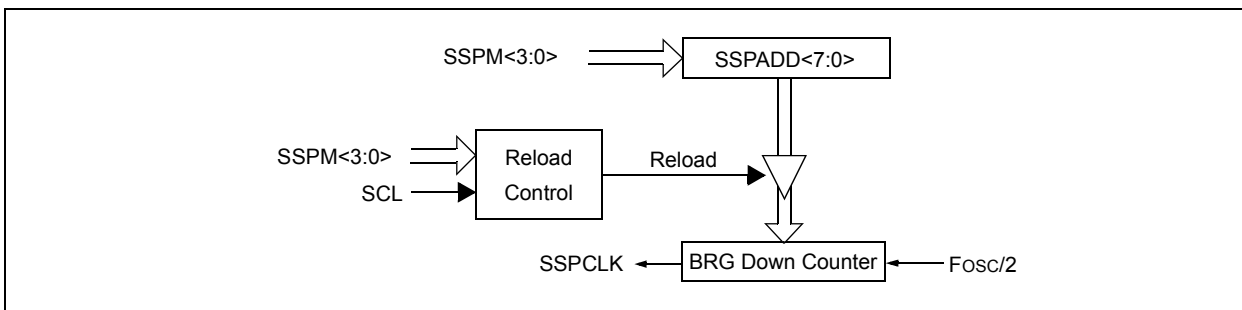 SSPM<3:0>
SSPADD<7:0>
SSPM<3:0>
SCL
Reload
Control
Reload
SSPCLK
BRG Down Counter
FOSC/2